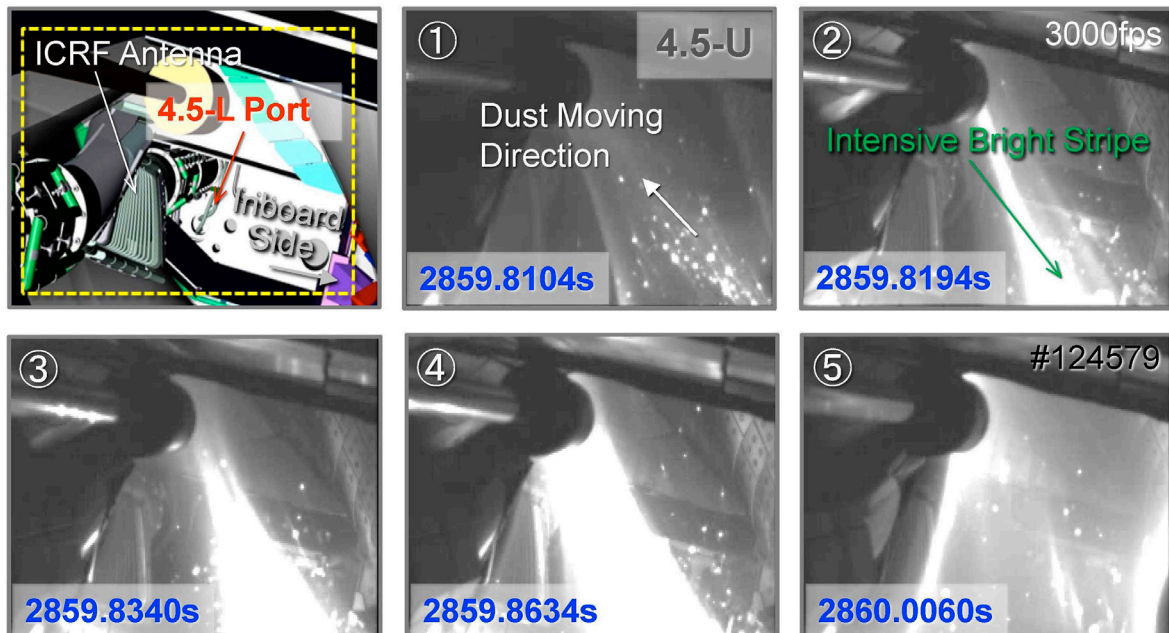 ICRF Antenna
4.5-L Port
Inboard
Side
①
4.5-U
Dust Moving
Direction
2859.8104s
②
3000fps
Intensive Bright Stripe
2859.8194s
③
2859.8340s
④
2859.8634s
⑤
#124579
2860.0060s